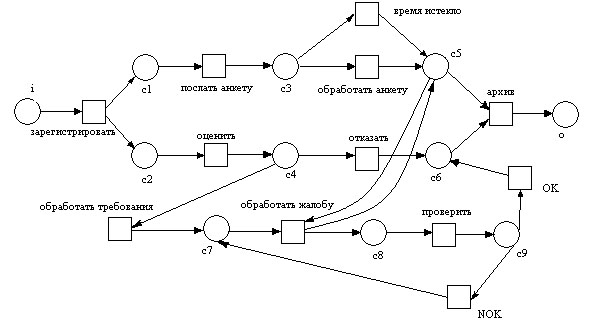 время истекло
c5
i
c1
послать анкету
c3
обработать анкету
архив
зарегистрировать
оценить
отказать
o
c2
c4
c6
OK
обработать требования
обработать жалобу
проверить
c7
c8
c9
NOK